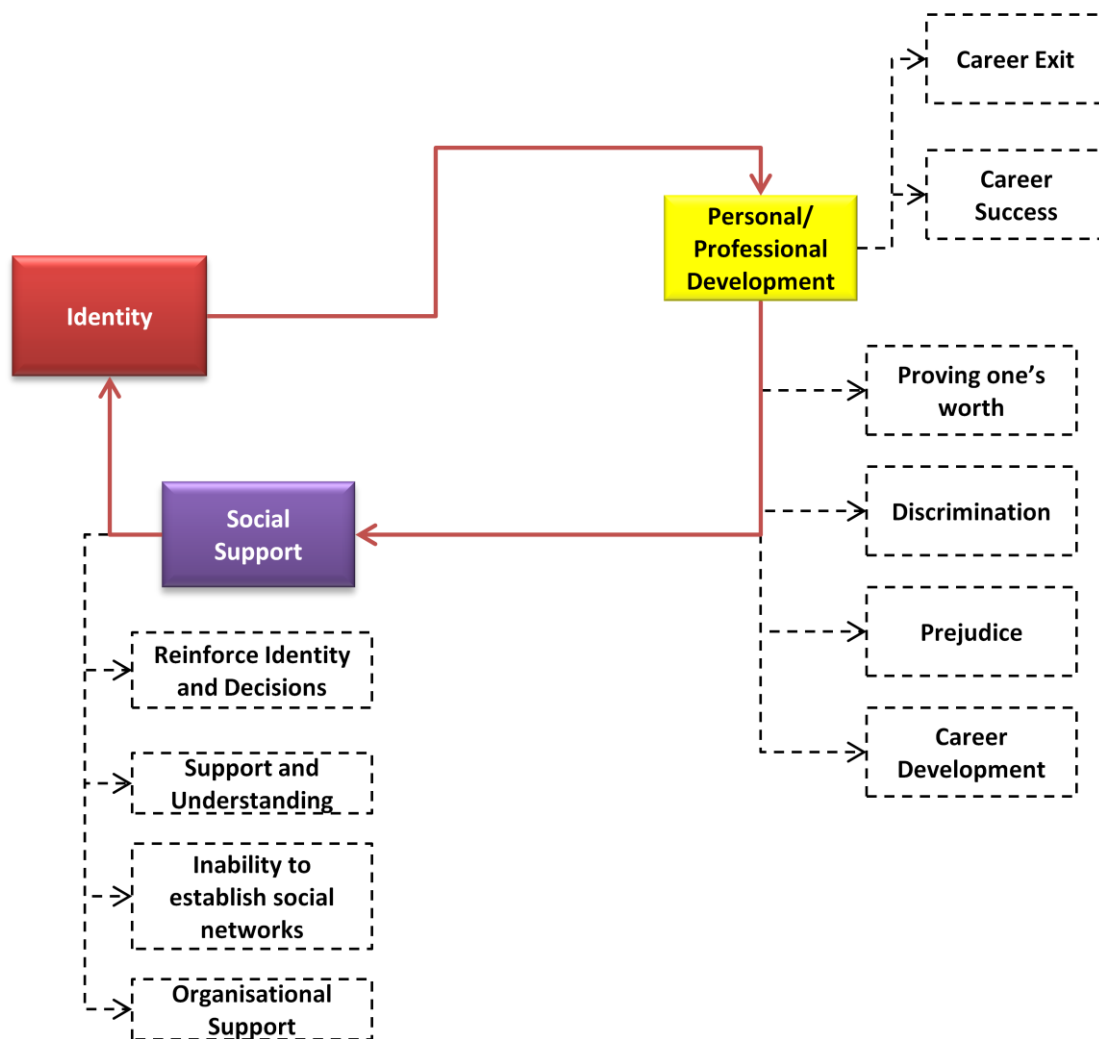 Career Exit
Career
Success
Personal/
Professional
Development
Identity
Proving one’s
worth
Social
Support
Discrimination
Prejudice
Reinforce Identity
and Decisions
Career
Development
Support and
Understanding
Inability to
establish social
networks
Organisational
Support